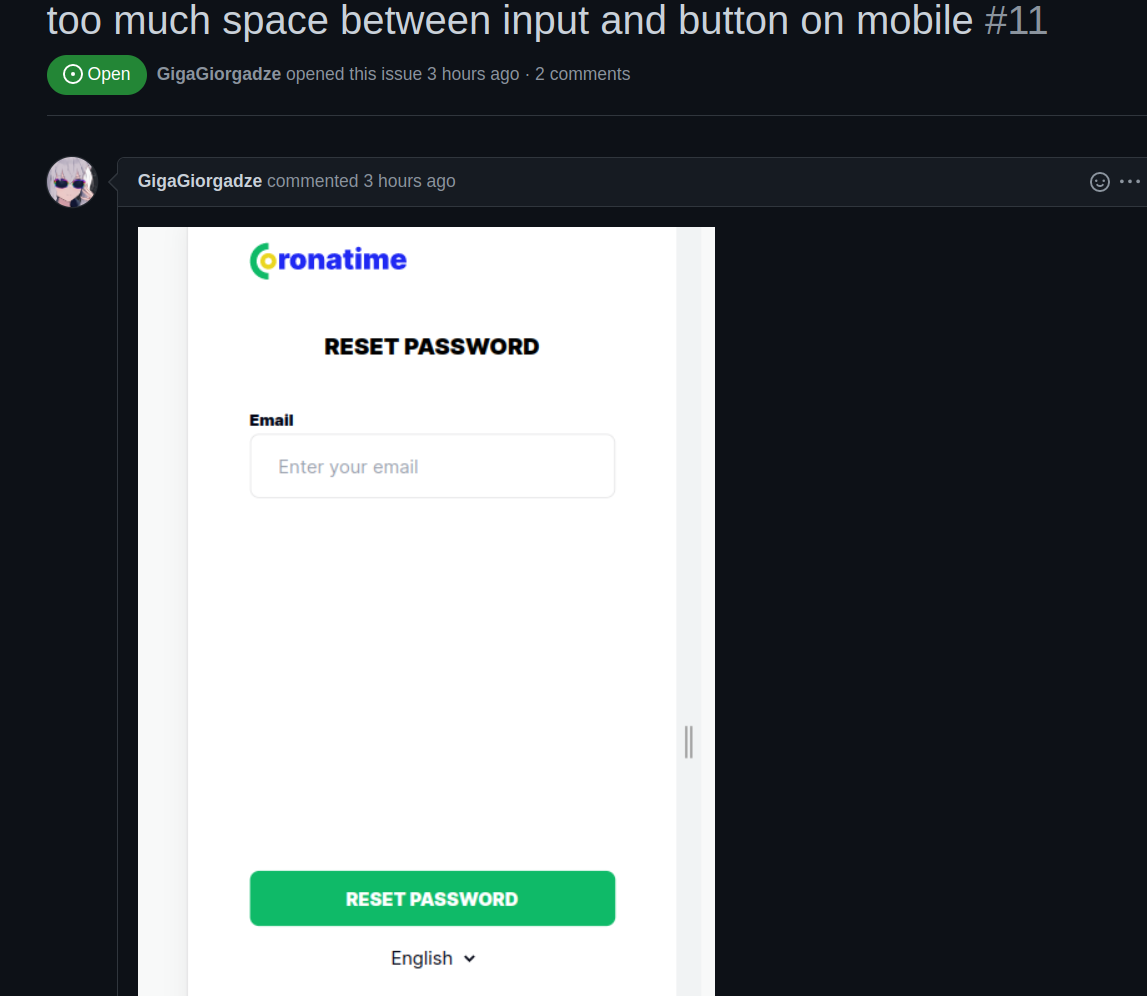 too much space between input and button on mobile #11
Open GigaGiorgadze opened this issue 3 hours ago · 2 comments
GigaGiorgadze commented 3 hours ago
oronatime
RESET PASSWORD
Email
Enter your email
RESET PASSWORD
English